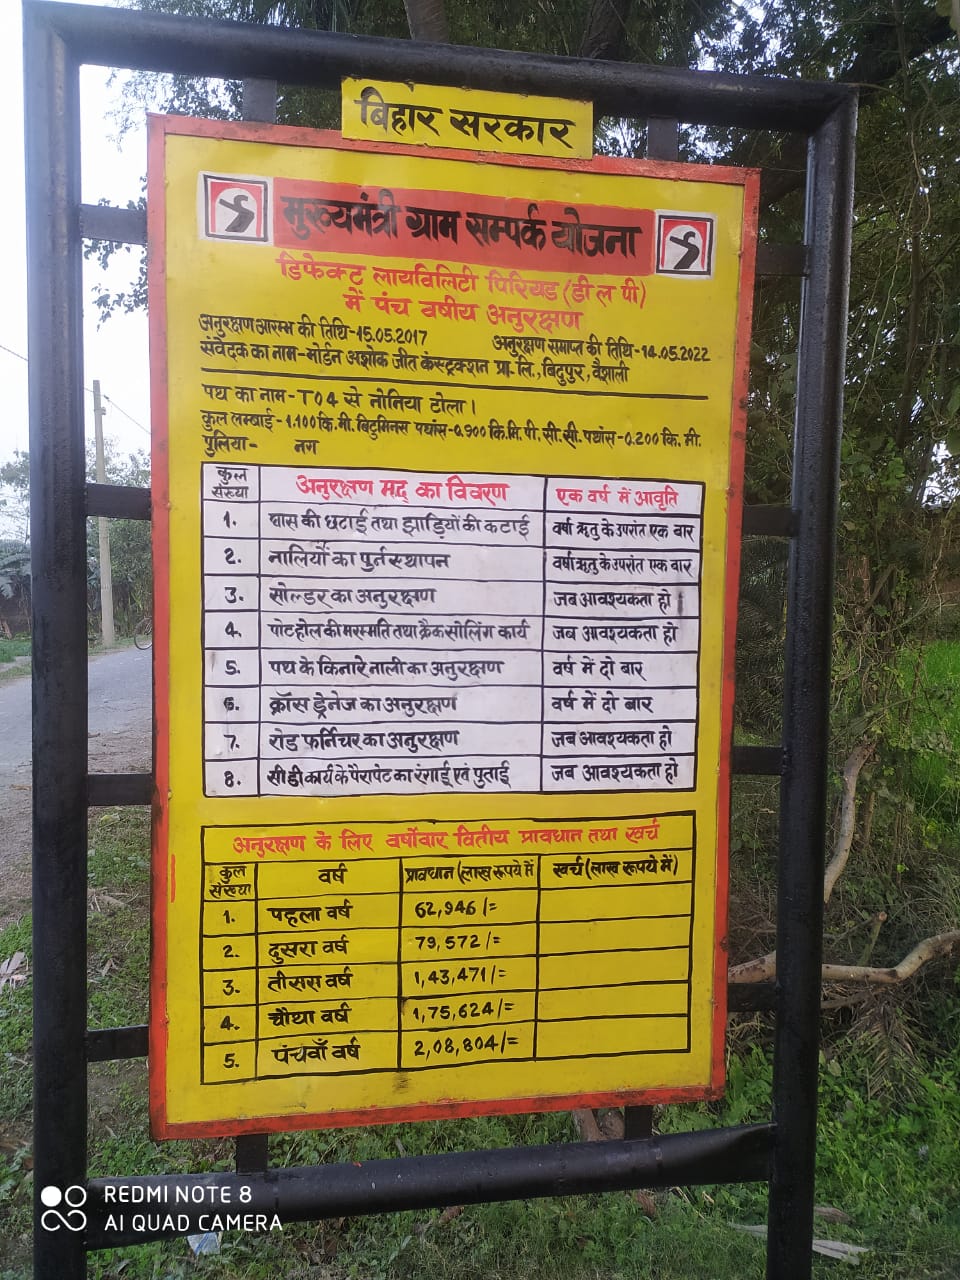 बिहार सरकार
मुख्यमंत्री ग्राम सम्पर्क योजना
डिफेक्ट लायविलिटी पिरियड (डी ल पी)
में पंच वर्षीय अनुरक्षण
अनुरक्षण आरम्भ की तिथि-15.05.2017 अनुरक्षण समाप्त की तिथि-14.05.2022
संवेदक का नाम-मोर्डन अशोक जीत कंस्ट्रक्शन प्रा.लि., बिदुपुर, वैशाली
पथ का नाम-T04 से नोनिया टोला।
कुल लम्बाई-1.100कि.मी. बिटुमिनस पथांस-0.900कि.मि. पी. सी. सी. पथांस-0.200 कि. मी.
पुलिया- नग
कुल संख्या अनुरक्षण मद का विवरण एक वर्ष में आवृति
1. घास की छटाई तथा झाड़ियों की कटाई वर्षा ऋतु के उपरांत एक बार
2. नालियों का पुर्नस्थापन वर्षा ऋतु के उपरांत एक बार
3. सोल्डर का अनुरक्षण जब आवश्यकता हो
4. पोटहोल की मरम्मति तथा क्रैक सोलिंग कार्य जब आवश्यकता हो
5. पथ के किनारे नाली का अनुरक्षण वर्ष में दो बार
6. क्रॉस ड्रेनेज का अनुरक्षण वर्ष में दो बार
7. रोड फर्निचर का अनुरक्षण जब आवश्यकता हो
8. सी डी कार्य के पैरापेट का रंगाई एवं पुताई जब आवश्यकता हो
अनुरक्षण के लिए वर्षोवार वितीय प्रावधान तथा खर्च
कुल संख्या वर्ष प्रावधान (लाख रूपये में खर्च (लाख रूपये में)
1. पहला वर्ष 62,946/=
2. दुसरा वर्ष 79,572/=
3. तीसरा वर्ष 1,43,471/=
4. चौथा वर्ष 1,75,624/=
5. पंचवाँ वर्ष 2,08,804/=
REDMI NOTE 8
AI QUAD CAMERA